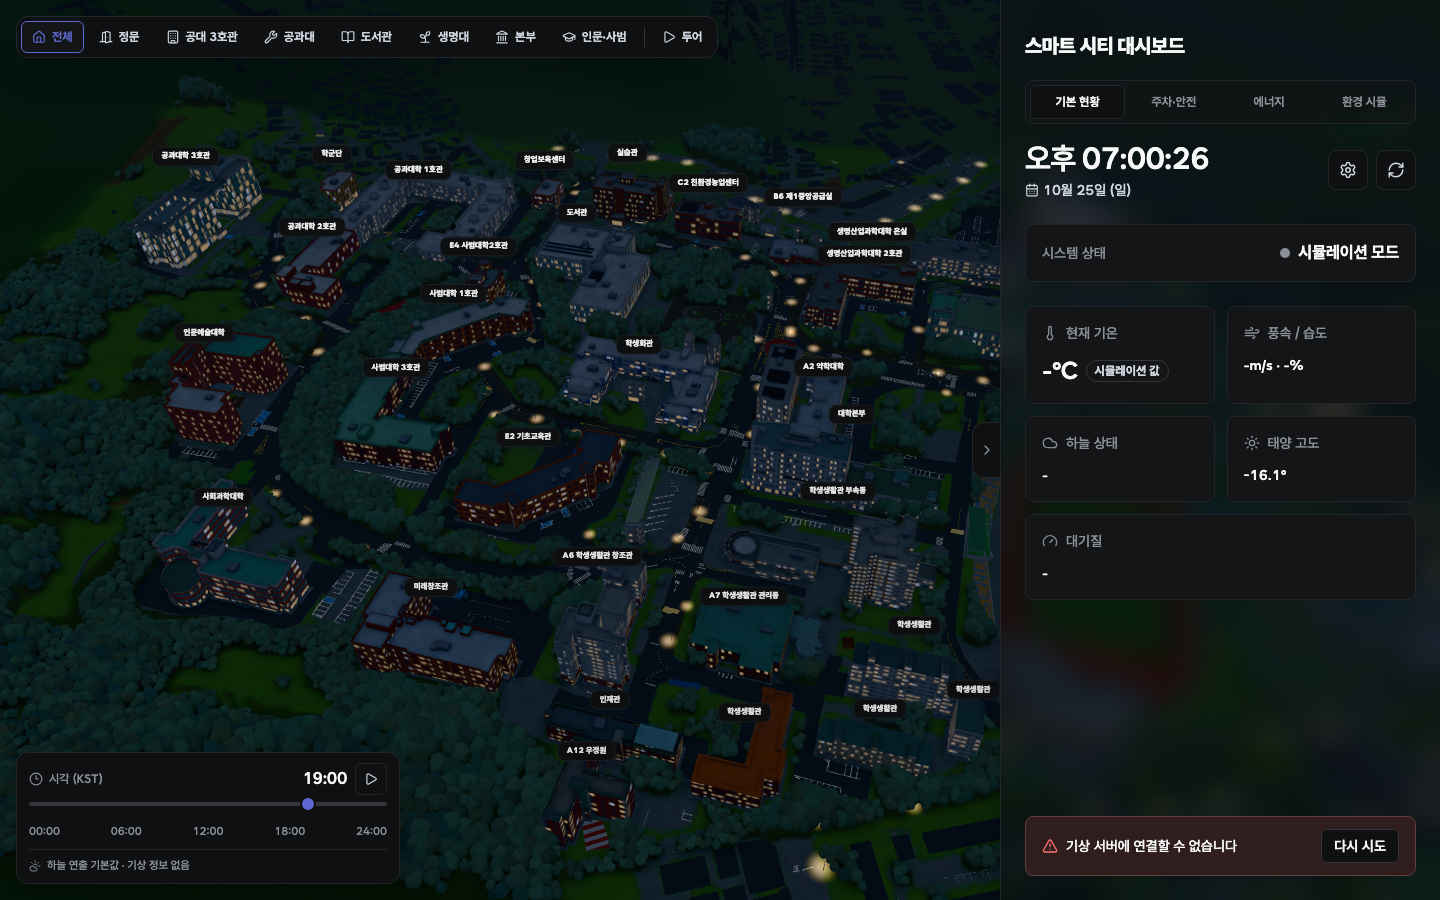 전체 정문 공대 3호관 공과대 도서관 생명대 본부 인문·사범 투어
스마트 시티 대시보드
기본 현황 주차·안전 에너지 환경 시뮬
오후 07:00:26
10월 25일 (일)
시스템 상태 시뮬레이션 모드
현재 기온
-°C 시뮬레이션 값
풍속 / 습도
-m/s · -%
하늘 상태
-
태양 고도
-16.1°
대기질
-
기상 서버에 연결할 수 없습니다 다시 시도
공과대학 3호관
학군단
공과대학 1호관
창업보육센터
실습관
C2 친환경농업센터
B6 제1중앙공급실
도서관
공과대학 2호관
E4 사범대학2호관
생명산업과학대학 온실
생명산업과학대학 2호관
사범대학 1호관
인문예술대학
학생회관
사범대학 3호관
A2 약학대학
대학본부
E2 기초교육관
학생생활관 부속동
사회과학대학
A6 학생생활관 창조관
미래창조관
A7 학생생활관 관리동
학생생활관
학생생활관
인재관
학생생활관
학생생활관
A12 우정원
시각 (KST) 19:00
00:00 06:00 12:00 18:00 24:00
하늘 연출 기본값 · 기상 정보 없음